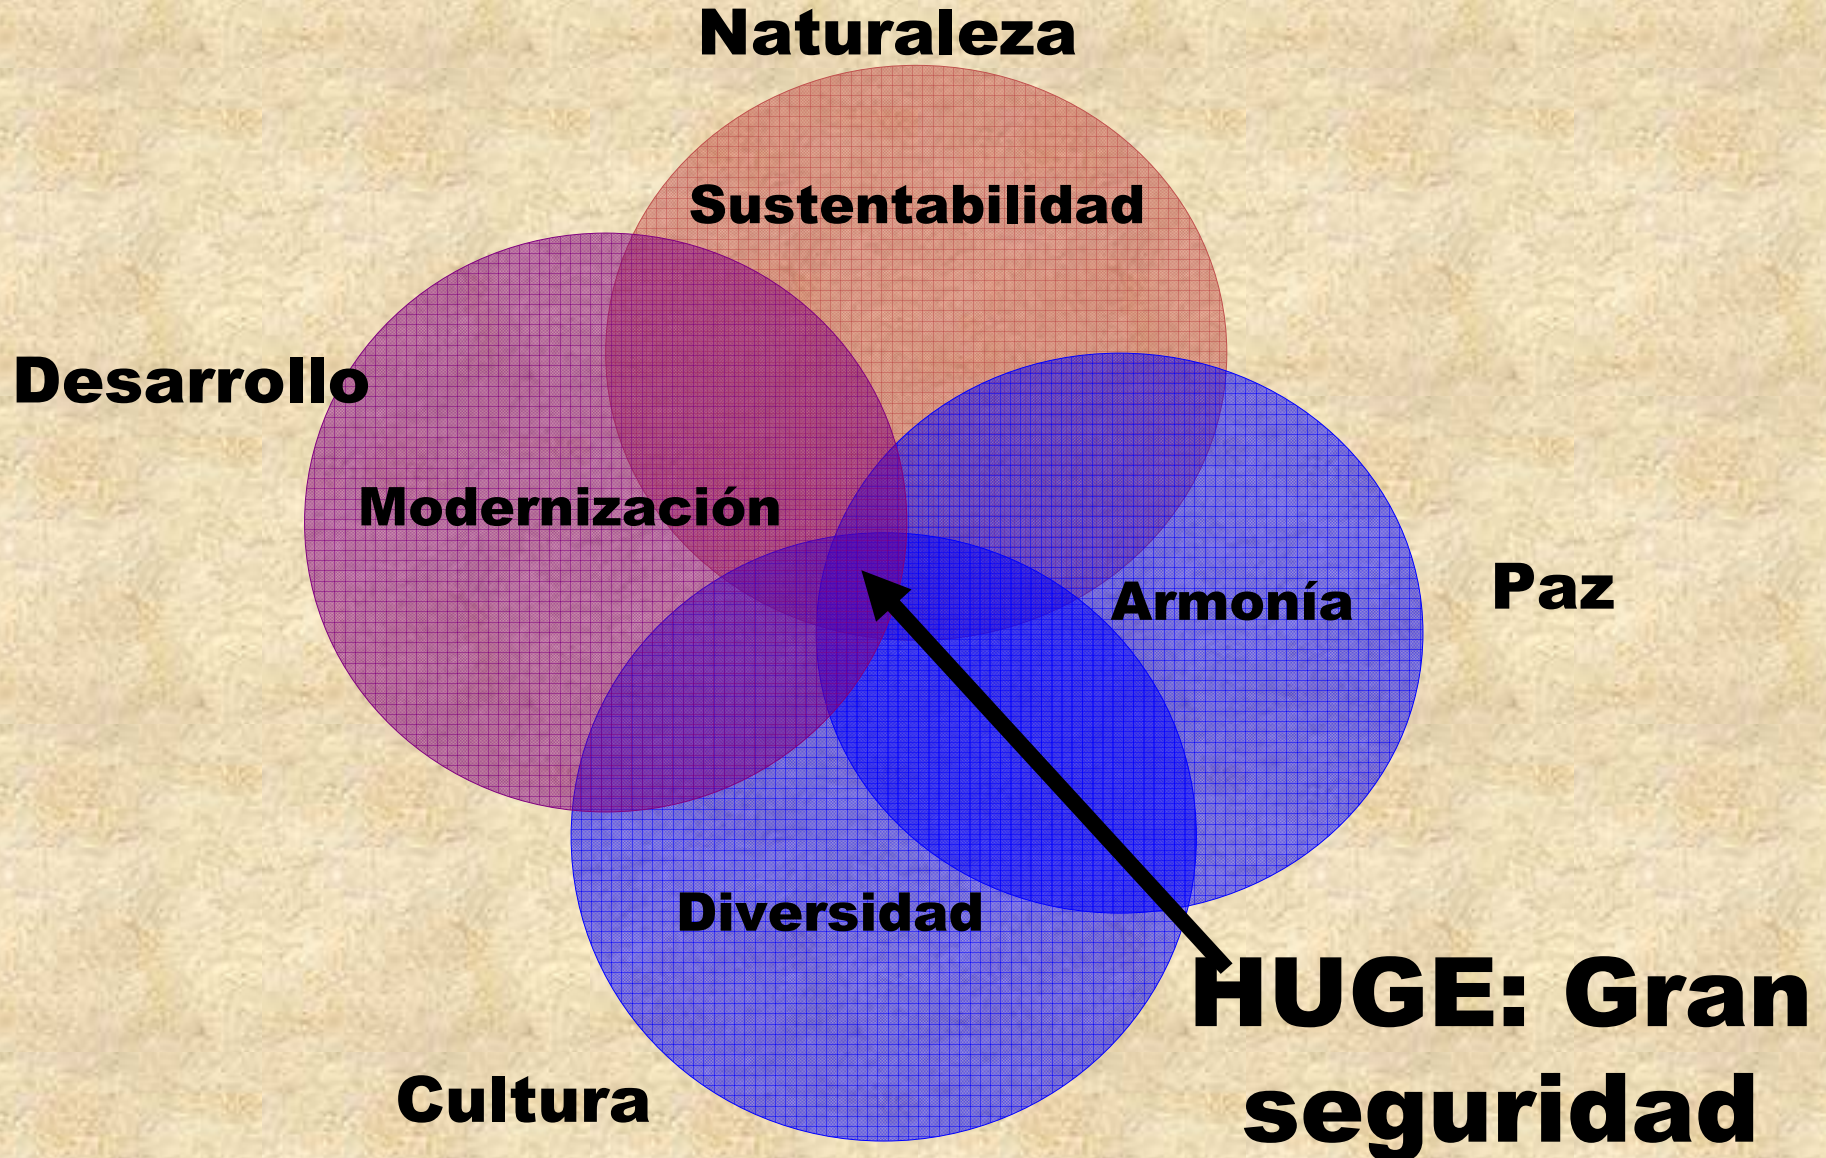 Naturaleza
Sustentabilidad
Desarrollo
Modernización
Armonía
Paz
Diversidad
HUGE: Gran
seguridad
Cultura